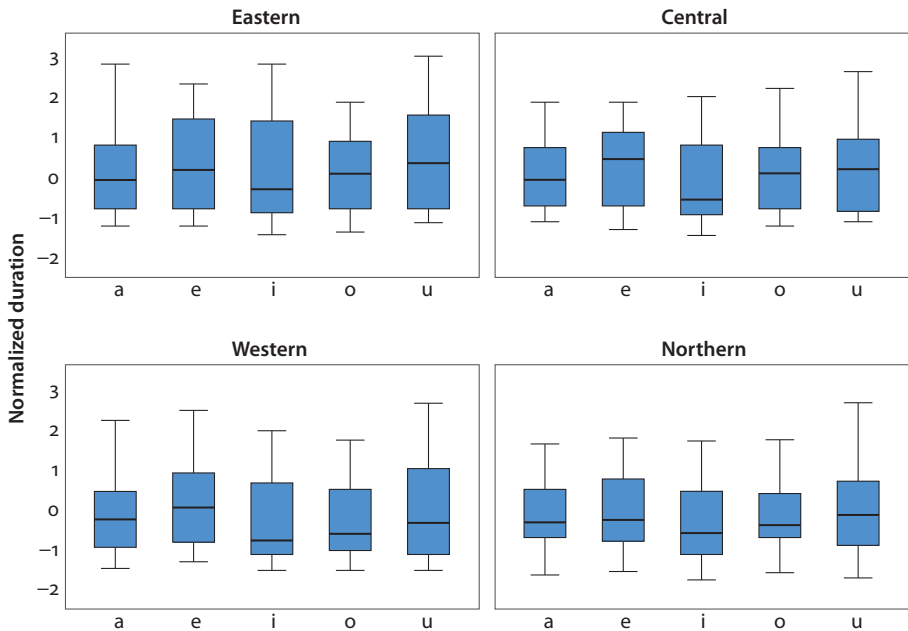 Eastern
Central
Normalized duration
3
2
1
0
−1
−2
a e i o u
a e i o u
Western
Northern
3
2
1
0
−1
−2
a e i o u
a e i o u